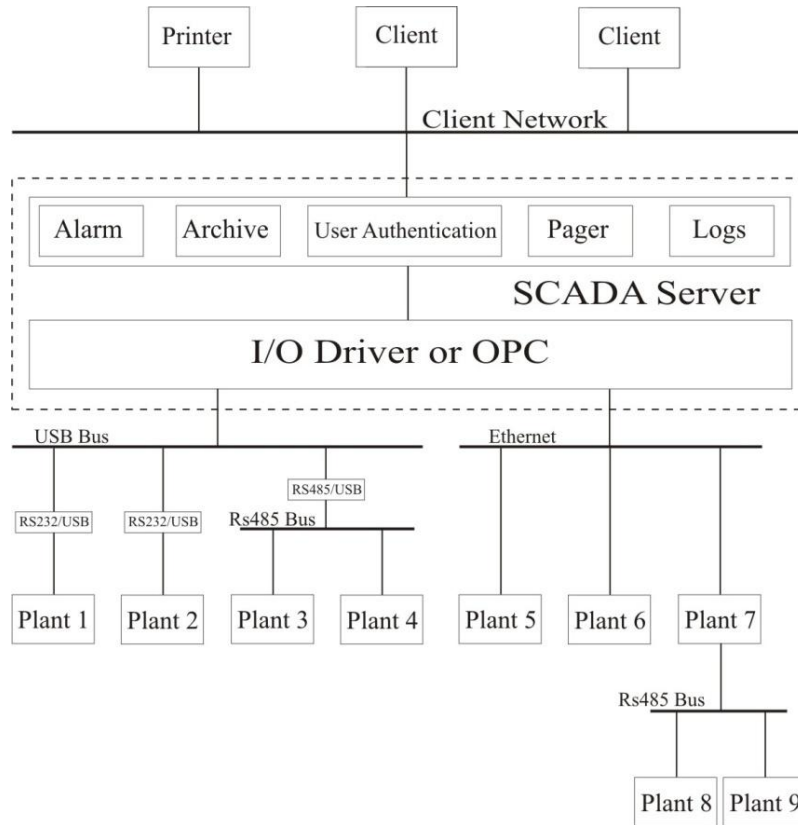 Printer
Client
Client
Client Network
Alarm
Archive
User Authentication
Pager
Logs
SCADA Server
I/O Driver or OPC
USB Bus
Ethernet
RS485/USB
RS232/USB
RS232/USB
Rs485 Bus
Plant 1
Plant 2
Plant 3
Plant 4
Plant 5
Plant 6
Plant 7
Rs485 Bus
Plant 8
Plant 9